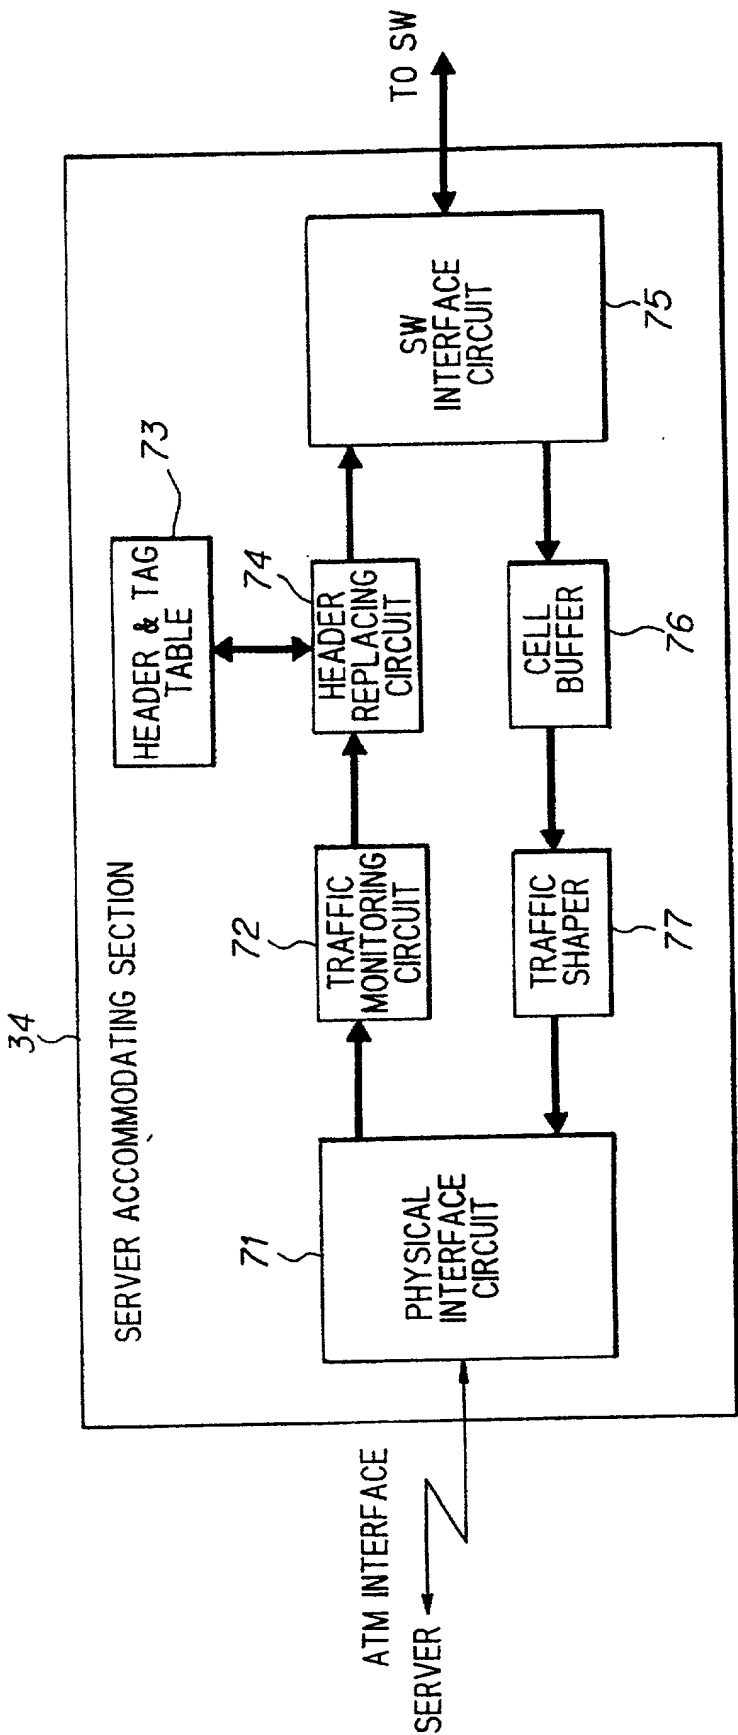 34
SERVER ACCOMMODATING SECTION
HEADER & TAG
TABLE
73
ATM INTERFACE
SERVER
71
PHYSICAL
INTERFACE
CIRCUIT
72
TRAFFIC
MONITORING
CIRCUIT
74
HEADER
REPLACING
CIRCUIT
SW
INTERFACE
CIRCUIT
75
TO SW
TRAFFIC
SHAPER
77
CELL
BUFFER
76